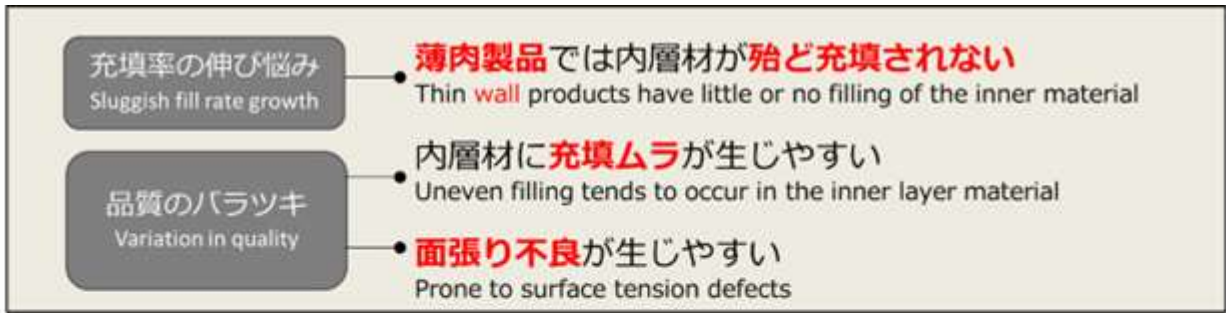 充填率の伸び悩み
Sluggish fill rate growth
薄肉製品では内層材が殆ど充填されない
Thin wall products have little or no filling of the inner material
品質のバラツキ
Variation in quality
内層材に充填ムラが生じやすい
Uneven filling tends to occur in the inner layer material
面張り不良が生じやすい
Prone to surface tension defects